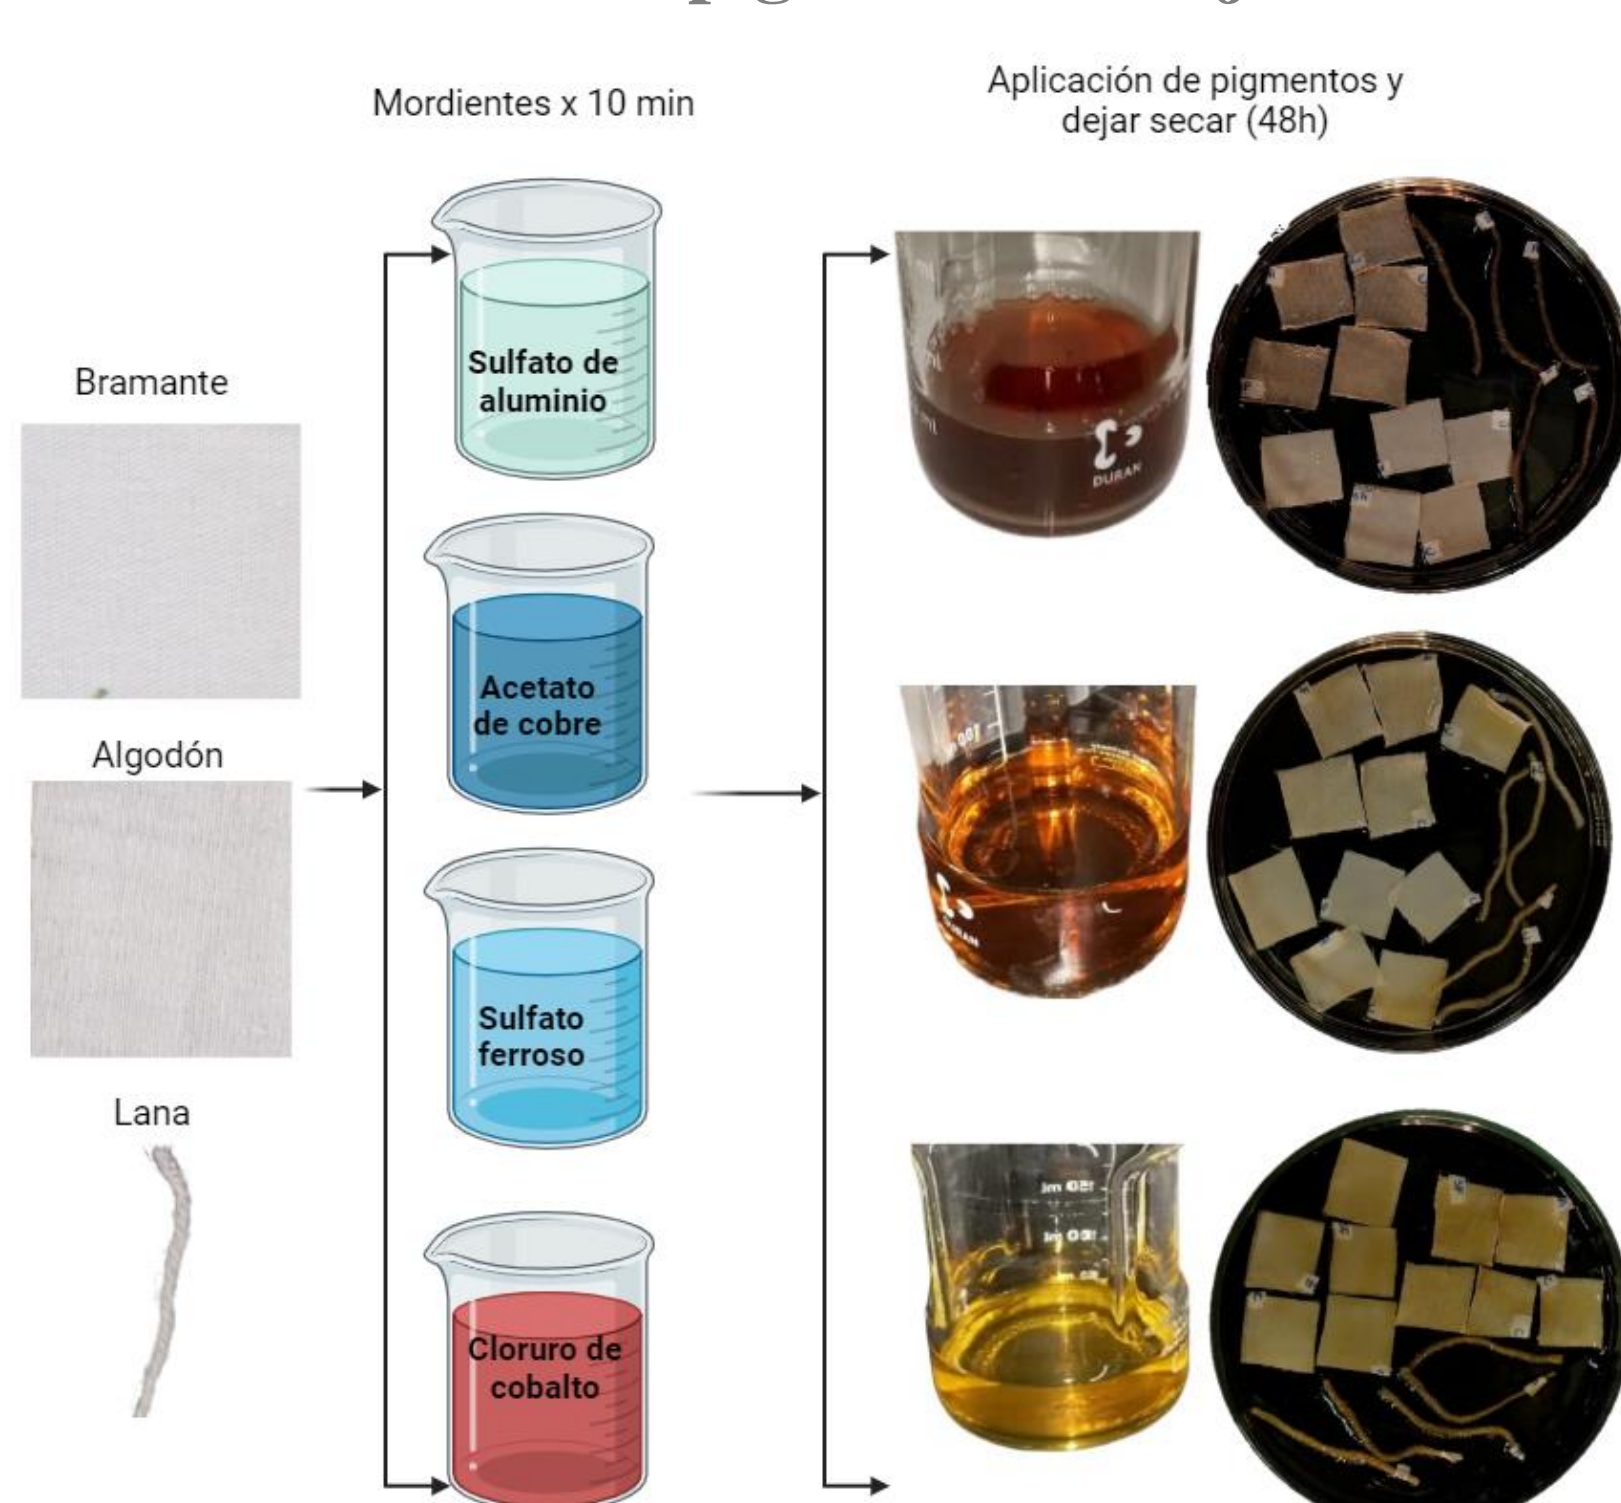 Mordientes x 10 min
Aplicación de pigmentos y
dejar secar (48h)
Bramante
Algodón
Lana
Sulfato de
aluminio
Acetato
de cobre
Sulfato
ferroso
Cloruro de
cobalto
DURAN